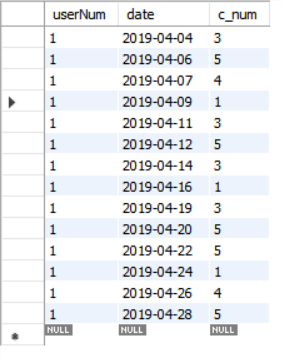 userNum date c_num
1 2019-04-04 3
1 2019-04-06 5
1 2019-04-07 4
1 2019-04-09 1
1 2019-04-11 3
1 2019-04-12 5
1 2019-04-14 3
1 2019-04-16 1
1 2019-04-19 3
1 2019-04-20 5
1 2019-04-22 5
1 2019-04-24 1
1 2019-04-26 4
1 2019-04-28 5
NULL NULL NULL